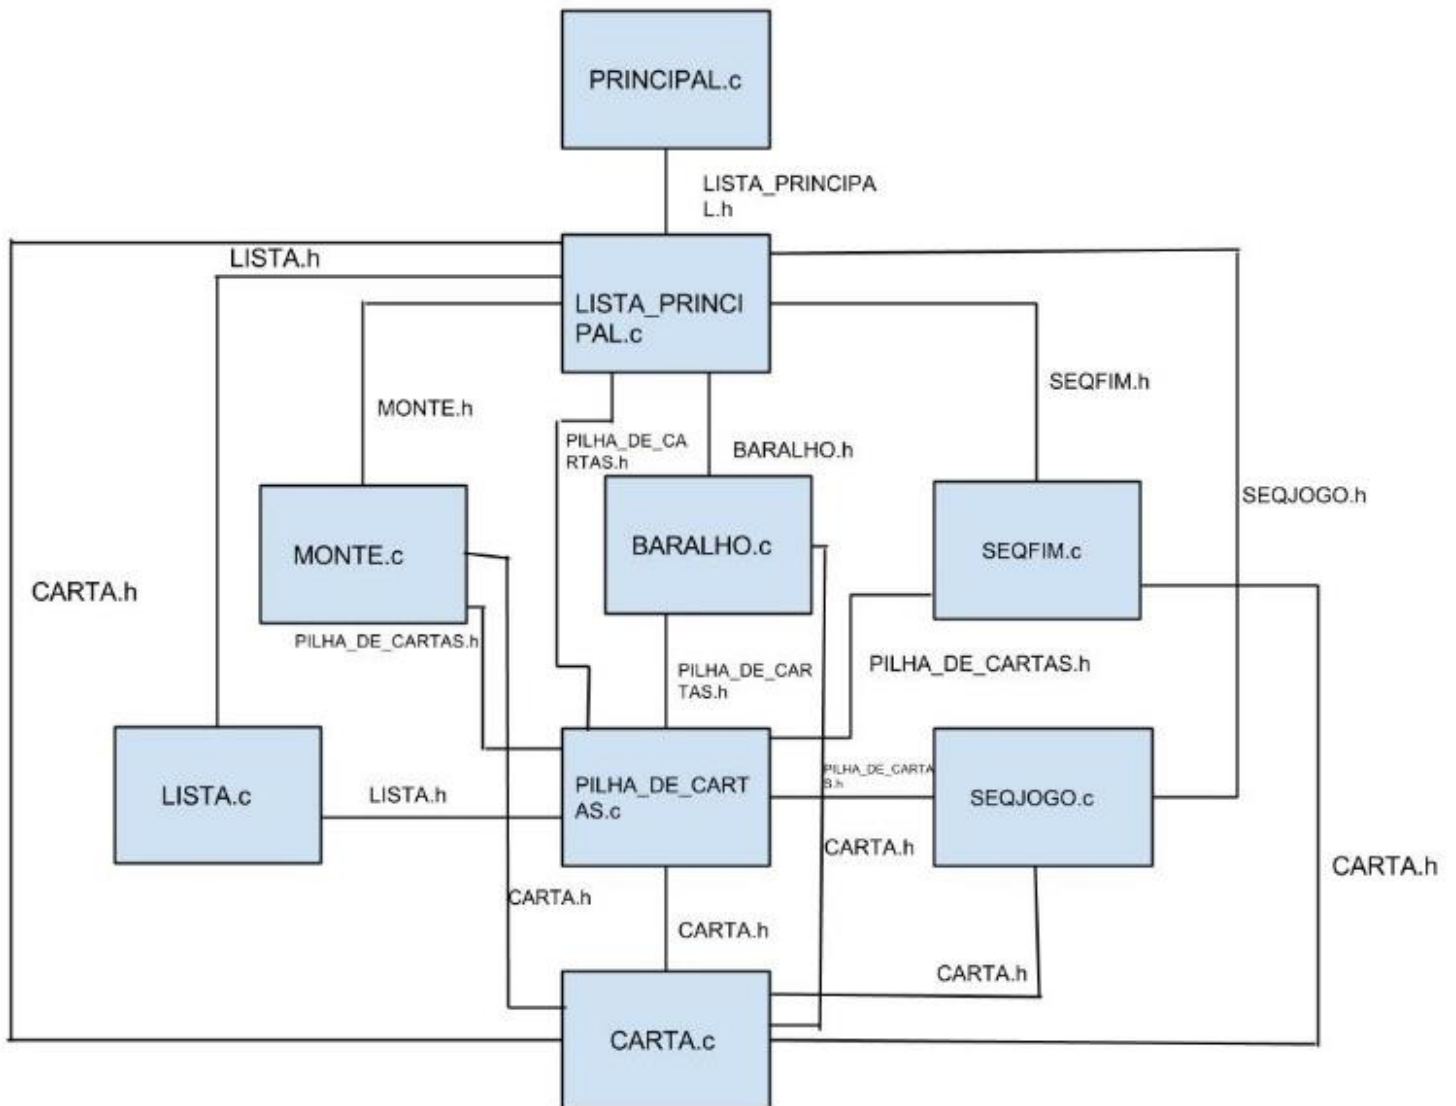 PRINCIPAL.c
LISTA_PRINCIPA
L.h
LISTA.h
LISTA_PRINCI
PAL.c
SEQFIM.h
MONTE.h
PILHA_DE_CA
RTAS.h
BARALHO.h
SEQJOGO.h
MONTE.c
BARALHO.c
SEQFIM.c
CARTA.h
PILHA_DE_CARTAS.h
PILHA_DE_CAR
TAS.h
PILHA_DE_CARTAS.h
LISTA.c
LISTA.h
PILHA_DE_CART
AS.c
PILHA_DE_CARTA
S.h
SEQJOGO.c
CARTA.h
CARTA.h
CARTA.h
CARTA.h
CARTA.h
CARTA.c